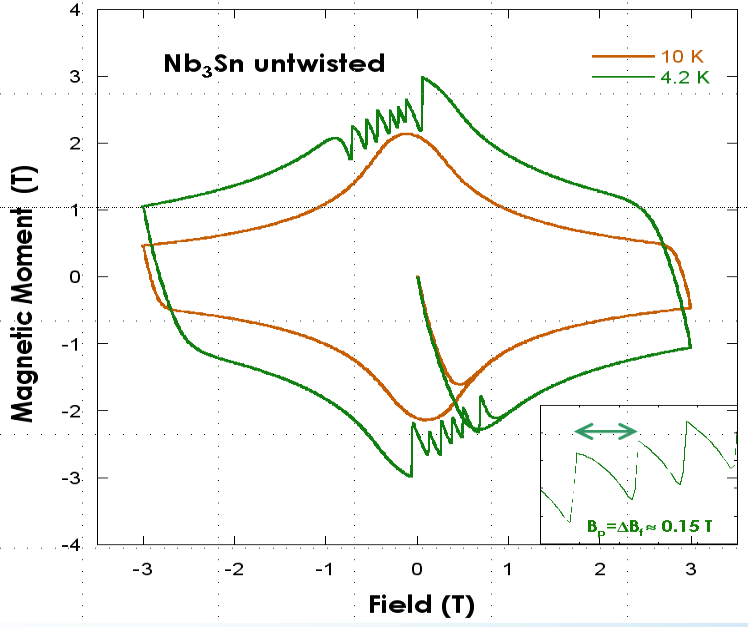 Nb₃Sn untwisted
10 K
4.2 K
Magnetic Moment (T)
4
3
2
1
0
-1
-2
-3
-4
-3 -2 -1 0 1 2 3
Field (T)
Bₚ=ΔB_f≈ 0.15 T